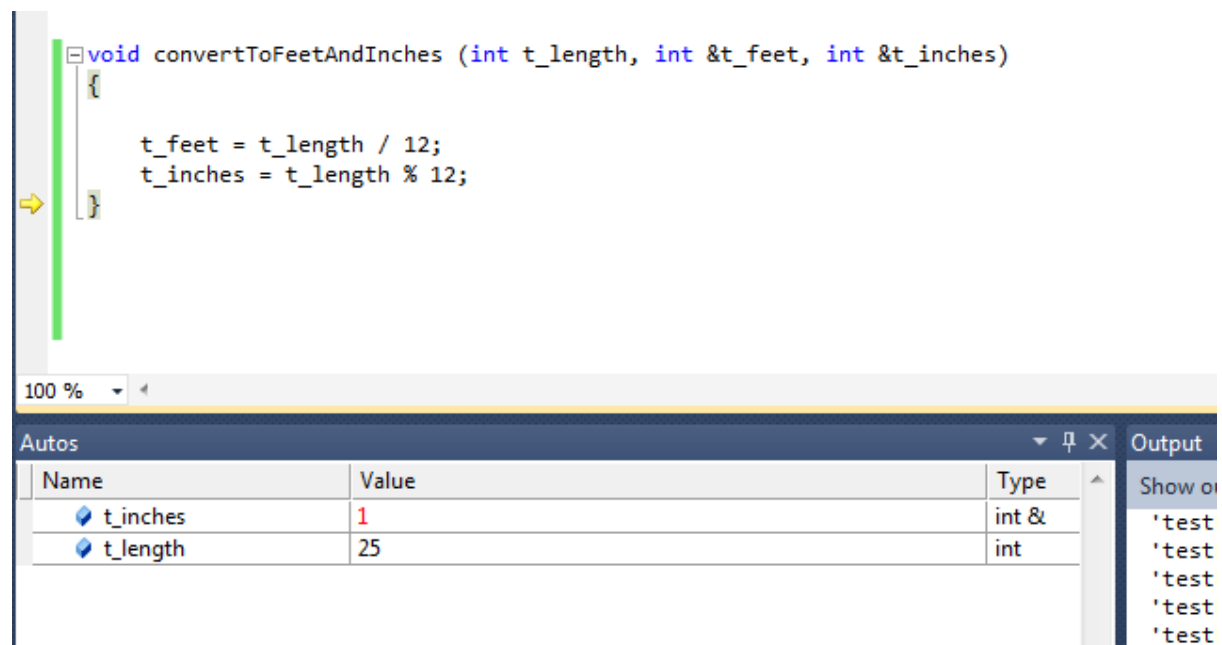 void convertToFeetAndInches (int t_length, int &t_feet, int &t_inches)
{
t_feet = t_length / 12;
t_inches = t_length % 12;
}
100 %
Autos
Name Value Type
t_inches 1 int &
t_length 25 int
Output
Show
'test
'test
'test
'test
'test